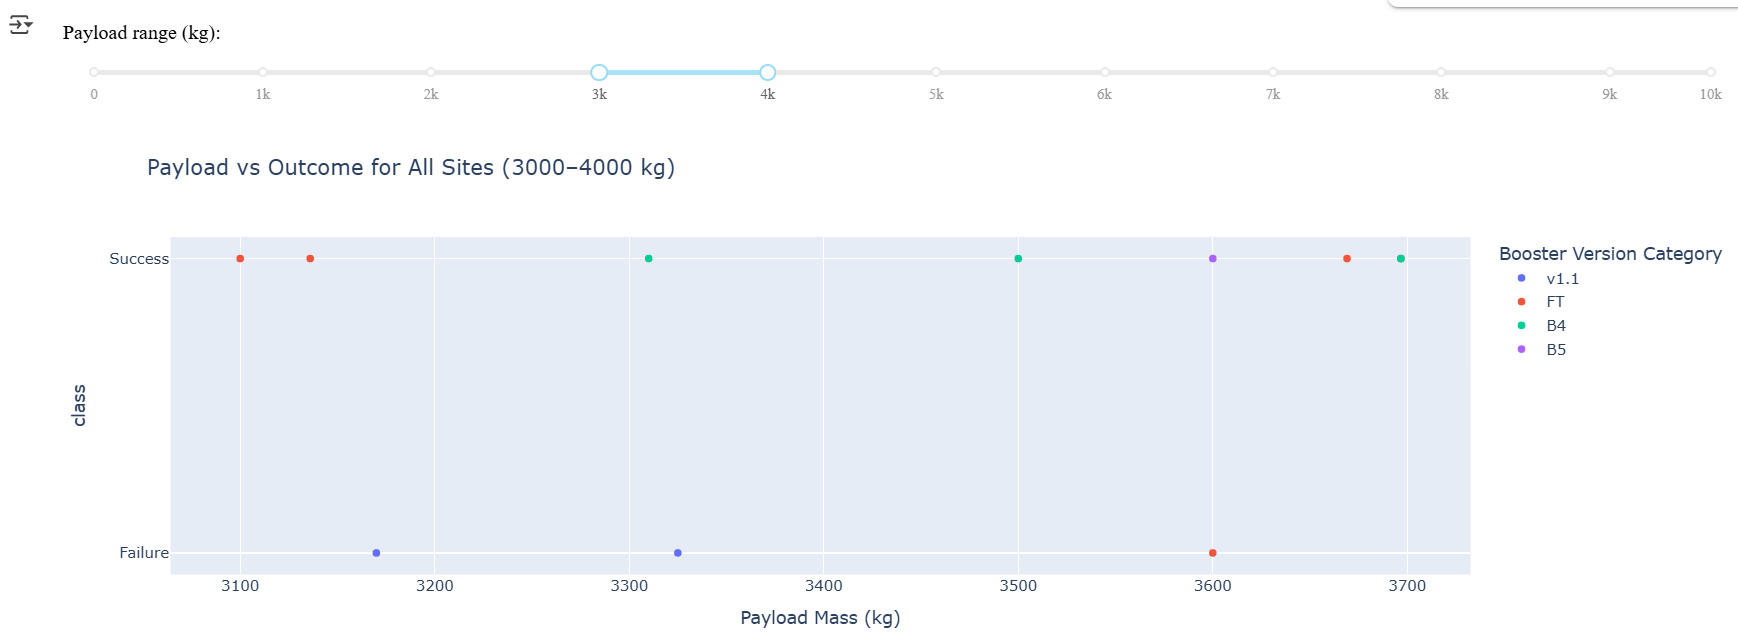 Payload range (kg):
0 1k 2k 3k 4k 5k 6k 7k 8k 9k 10k
Payload vs Outcome for All Sites (3000–4000 kg)
Success
class
Failure
3100 3200 3300 3400 3500 3600 3700
Payload Mass (kg)
Booster Version Category
v1.1
FT
B4
B5